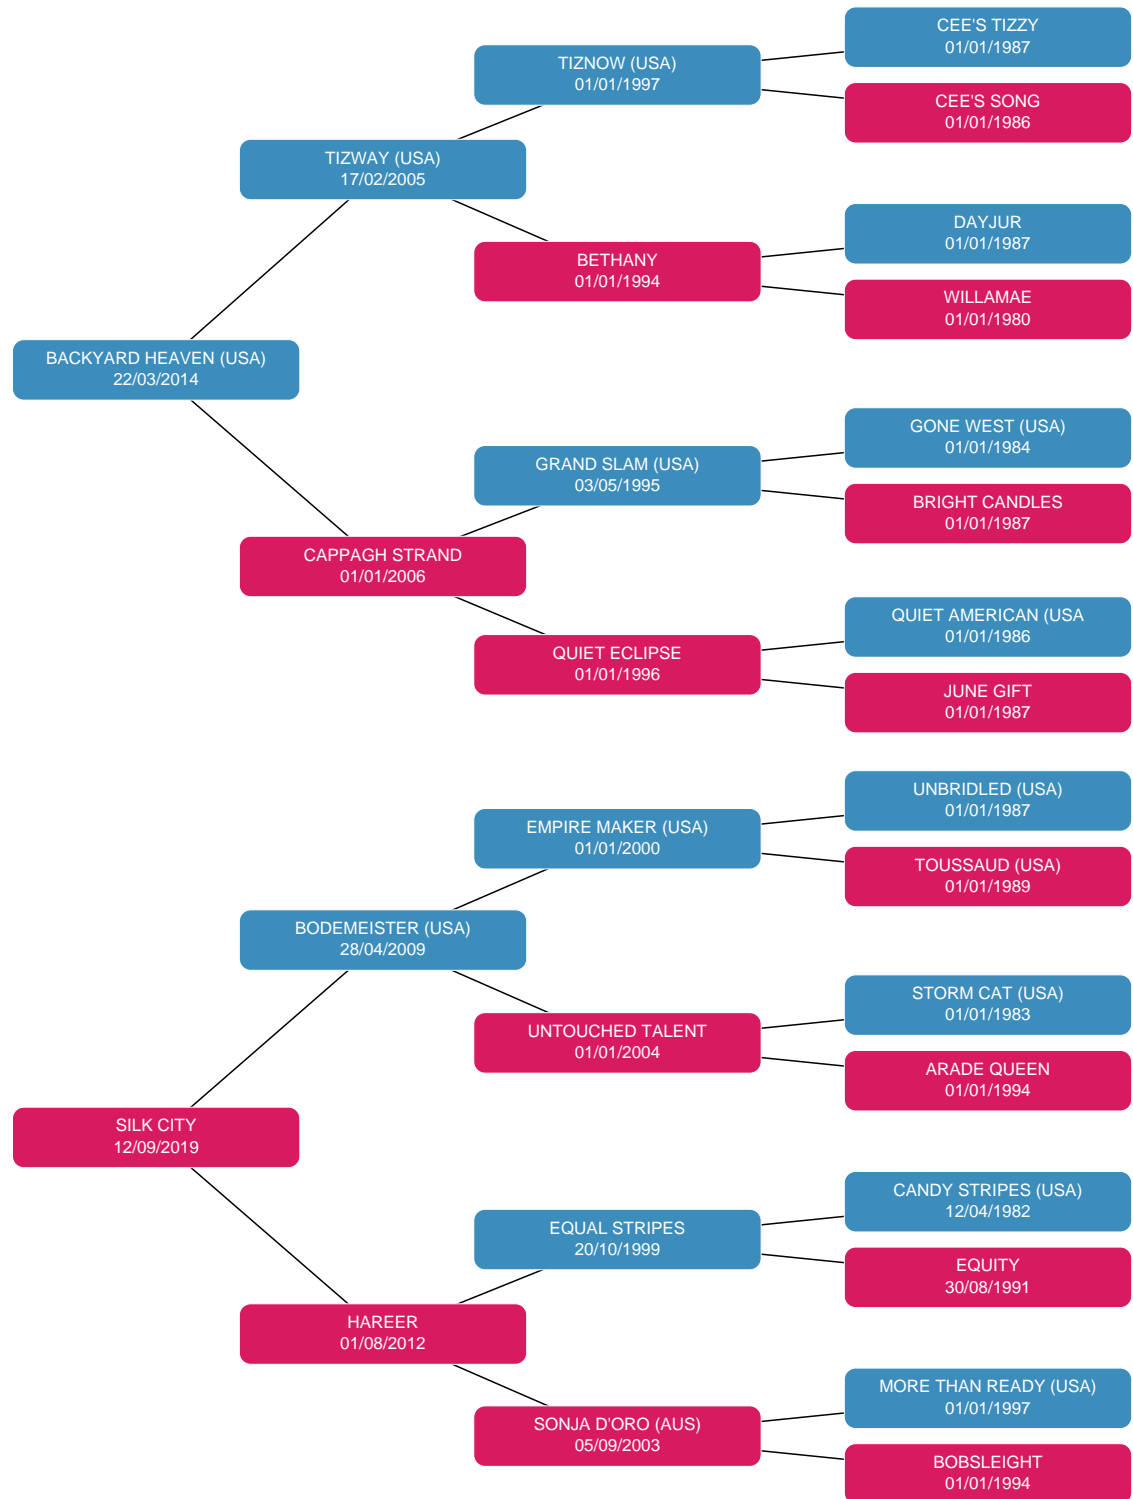 CEE'S TIZZY
01/01/1987
TIZNOW (USA)
01/01/1997
CEE'S SONG
01/01/1986
TIZWAY (USA)
17/02/2005
DAYJUR
01/01/1987
BETHANY
01/01/1994
WILLAMAE
01/01/1980
BACKYARD HEAVEN (USA)
22/03/2014
GONE WEST (USA)
01/01/1984
GRAND SLAM (USA)
03/05/1995
BRIGHT CANDLES
01/01/1987
CAPPAGH STRAND
01/01/2006
QUIET AMERICAN (USA
01/01/1986
QUIET ECLIPSE
01/01/1996
JUNE GIFT
01/01/1987
UNBRIDLED (USA)
01/01/1987
EMPIRE MAKER (USA)
01/01/2000
TOUSSAUD (USA)
01/01/1989
BODEMEISTER (USA)
28/04/2009
STORM CAT (USA)
01/01/1983
UNTOUCHED TALENT
01/01/2004
ARADE QUEEN
01/01/1994
SILK CITY
12/09/2019
CANDY STRIPES (USA)
12/04/1982
EQUAL STRIPES
20/10/1999
EQUITY
30/08/1991
HAREER
01/08/2012
MORE THAN READY (USA)
01/01/1997
SONJA D'ORO (AUS)
05/09/2003
BOBSLEIGHT
01/01/1994